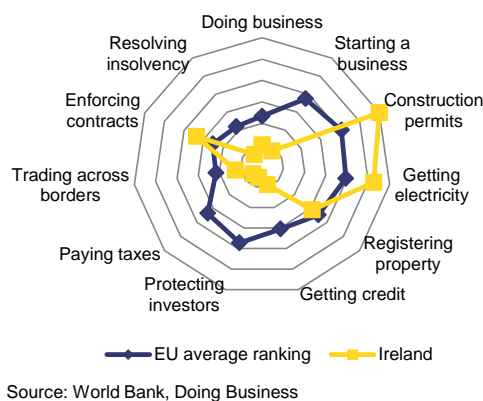 Doing business
Starting a
business
Construction
permits
Getting
electricity
Registering
property
Getting credit
Protecting
investors
Paying taxes
Trading across
borders
Enforcing
contracts
Resolving
insolvency
EU average ranking
Ireland
Source: World Bank, Doing Business